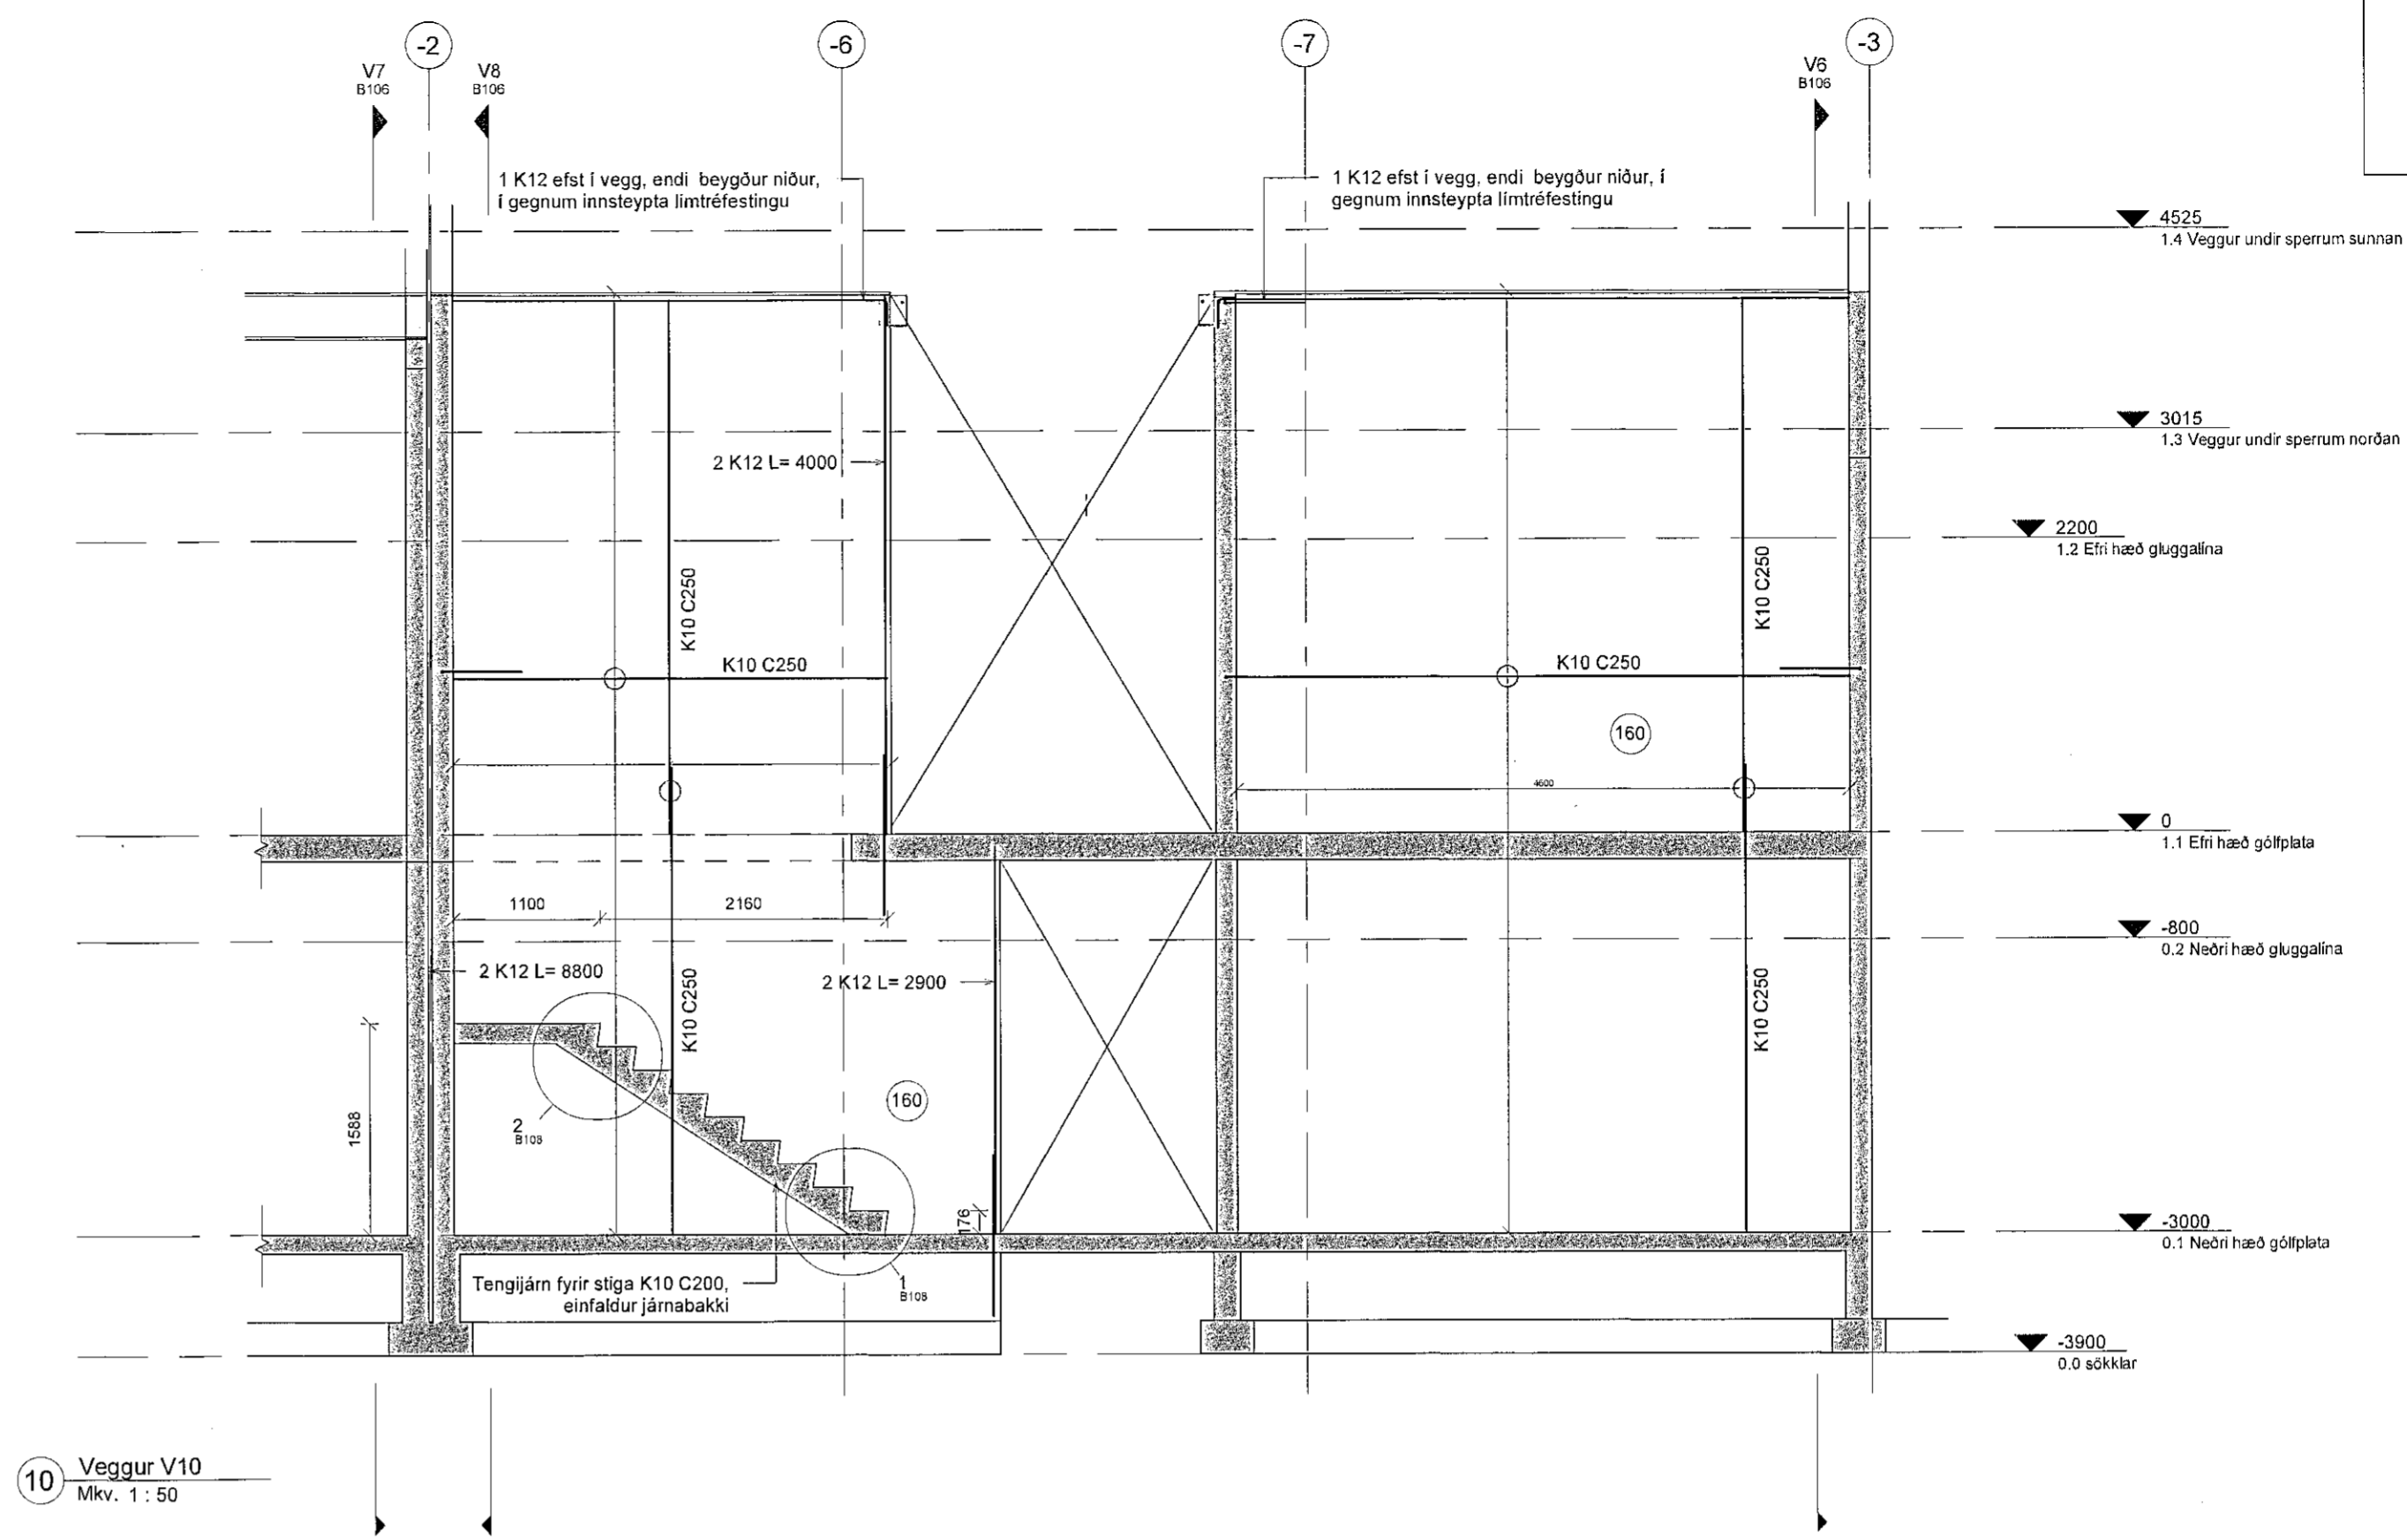 -2
-6
-7
-3
V7
B106
V8
B106
V6
B106
1 K12 efst í vegg, endi beygður niður,
í gegnum innsteypta límtréfestingu
1 K12 efst í vegg, endi beygður niður, í
gegnum innsteypta límtréfestingu
4525
1.4 Veggur undir sperrum sunnan
3015
1.3 Veggur undir sperrum norðan
2 K12 L= 4000
2200
1.2 Efri hæð gluggalína
K10 C250
K10 C250
K10 C250
K10 C250
160
4600
0
1.1 Efri hæð gólfplata
1100
2160
-800
0.2 Neðri hæð gluggalína
2 K12 L= 8800
2 K12 L= 2900
K10 C250
K10 C250
1588
160
2
B108
176
-3000
0.1 Neðri hæð gólfplata
Tengijárn fyrir stiga K10 C200,
einfaldur járnabakki
1
B108
-3900
0.0 sökklar
10
Veggur V10
Mkv. 1 : 50